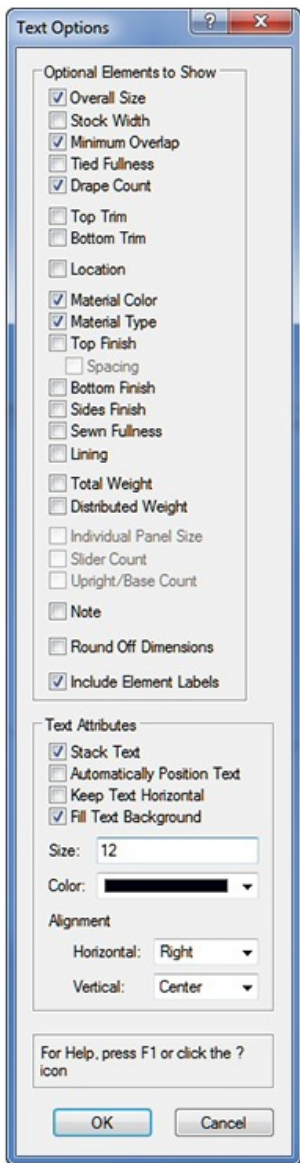 Text Options
?
Optional Elements to Show
Overall Size
Stock Width
Minimum Overlap
Tied Fullness
Drape Count
Top Trim
Bottom Trim
Location
Material Color
Material Type
Top Finish
Spacing
Bottom Finish
Sides Finish
Sewn Fullness
Lining
Total Weight
Distributed Weight
Individual Panel Size
Slider Count
Upright/Base Count
Note
Round Off Dimensions
Include Element Labels
Text Attributes
Stack Text
Automatically Position Text
Keep Text Horizontal
Fill Text Background
Size: 12
Color:
Alignment
Horizontal: Right
Vertical: Center
For Help, press F1 or click the ?
icon
OK Cancel